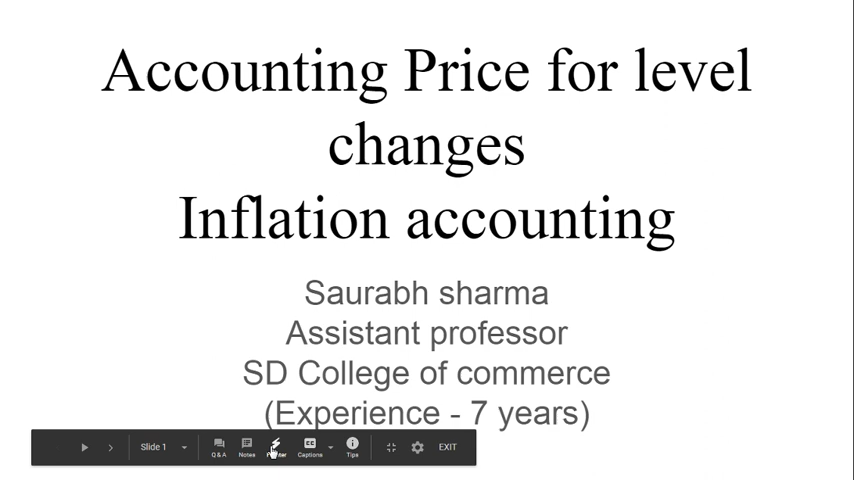 Accounting Price for level
changes
Inflation accounting
Saurabh sharma
Assistant professor
SD College of commerce
(Experience - 7 years)
Slide 1
Q & A
Notes
Captions
Tips
EXIT